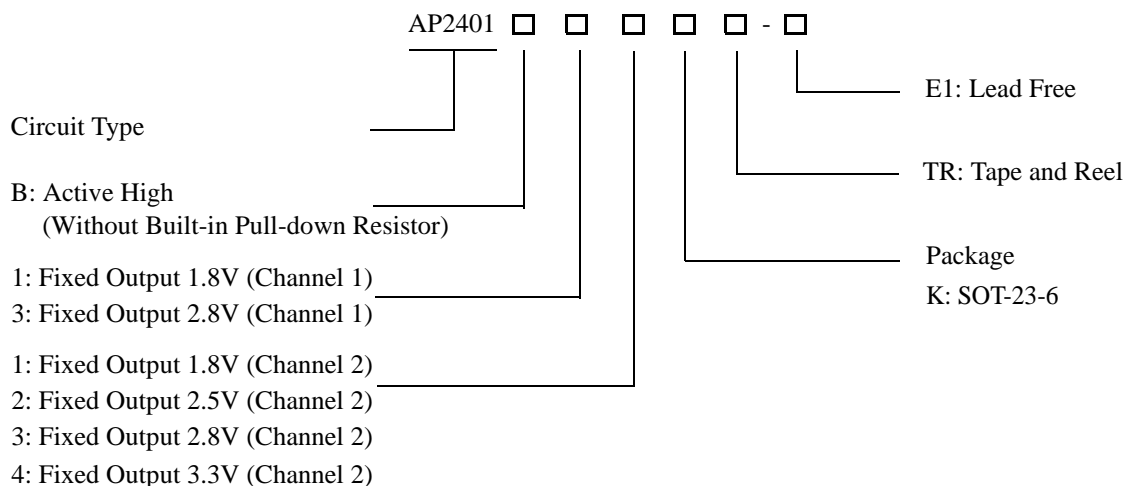 AP2401 -
E1: Lead Free
Circuit Type
TR: Tape and Reel
B: Active High
(Without Built-in Pull-down Resistor)
Package
K: SOT-23-6
1: Fixed Output 1.8V (Channel 1)
3: Fixed Output 2.8V (Channel 1)
1: Fixed Output 1.8V (Channel 2)
2: Fixed Output 2.5V (Channel 2)
3: Fixed Output 2.8V (Channel 2)
4: Fixed Output 3.3V (Channel 2)